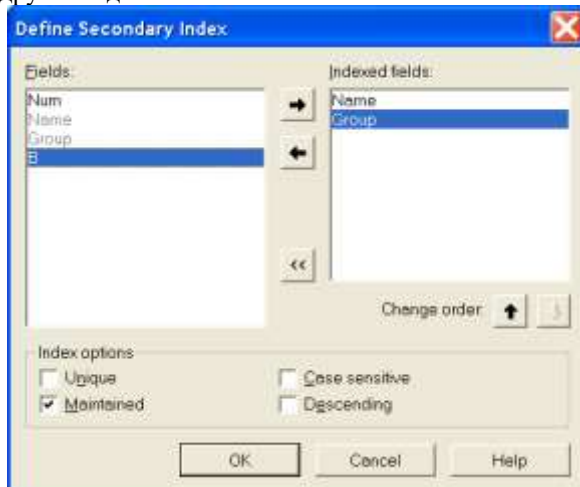 Define Secondary Index
Fields:
Indexed fields:
Num
Name
Group
B
Name
Group
Change order
Index options
Unique
Case sensitive
Maintained
Descending
OK
Cancel
Help